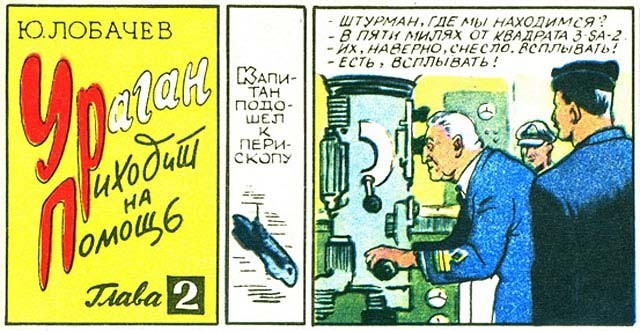 Ю. ЛОБАЧЕВ
Ураган
Приходит
на
Помощь
Глава 2
КАПИ-
ТАН
ПОДО-
ШЕЛ
К
ПЕРИ-
СКОПУ
- ШТУРМАН, ГДЕ МЫ НАХОДИМСЯ?
- В ПЯТИ МИЛЯХ ОТ КВАДРАТА 3-SA-2.
- ИХ, НАВЕРНО, СНЕСЛО. ВСПЛЫВАТЬ!
- ЕСТЬ, ВСПЛЫВАТЬ!